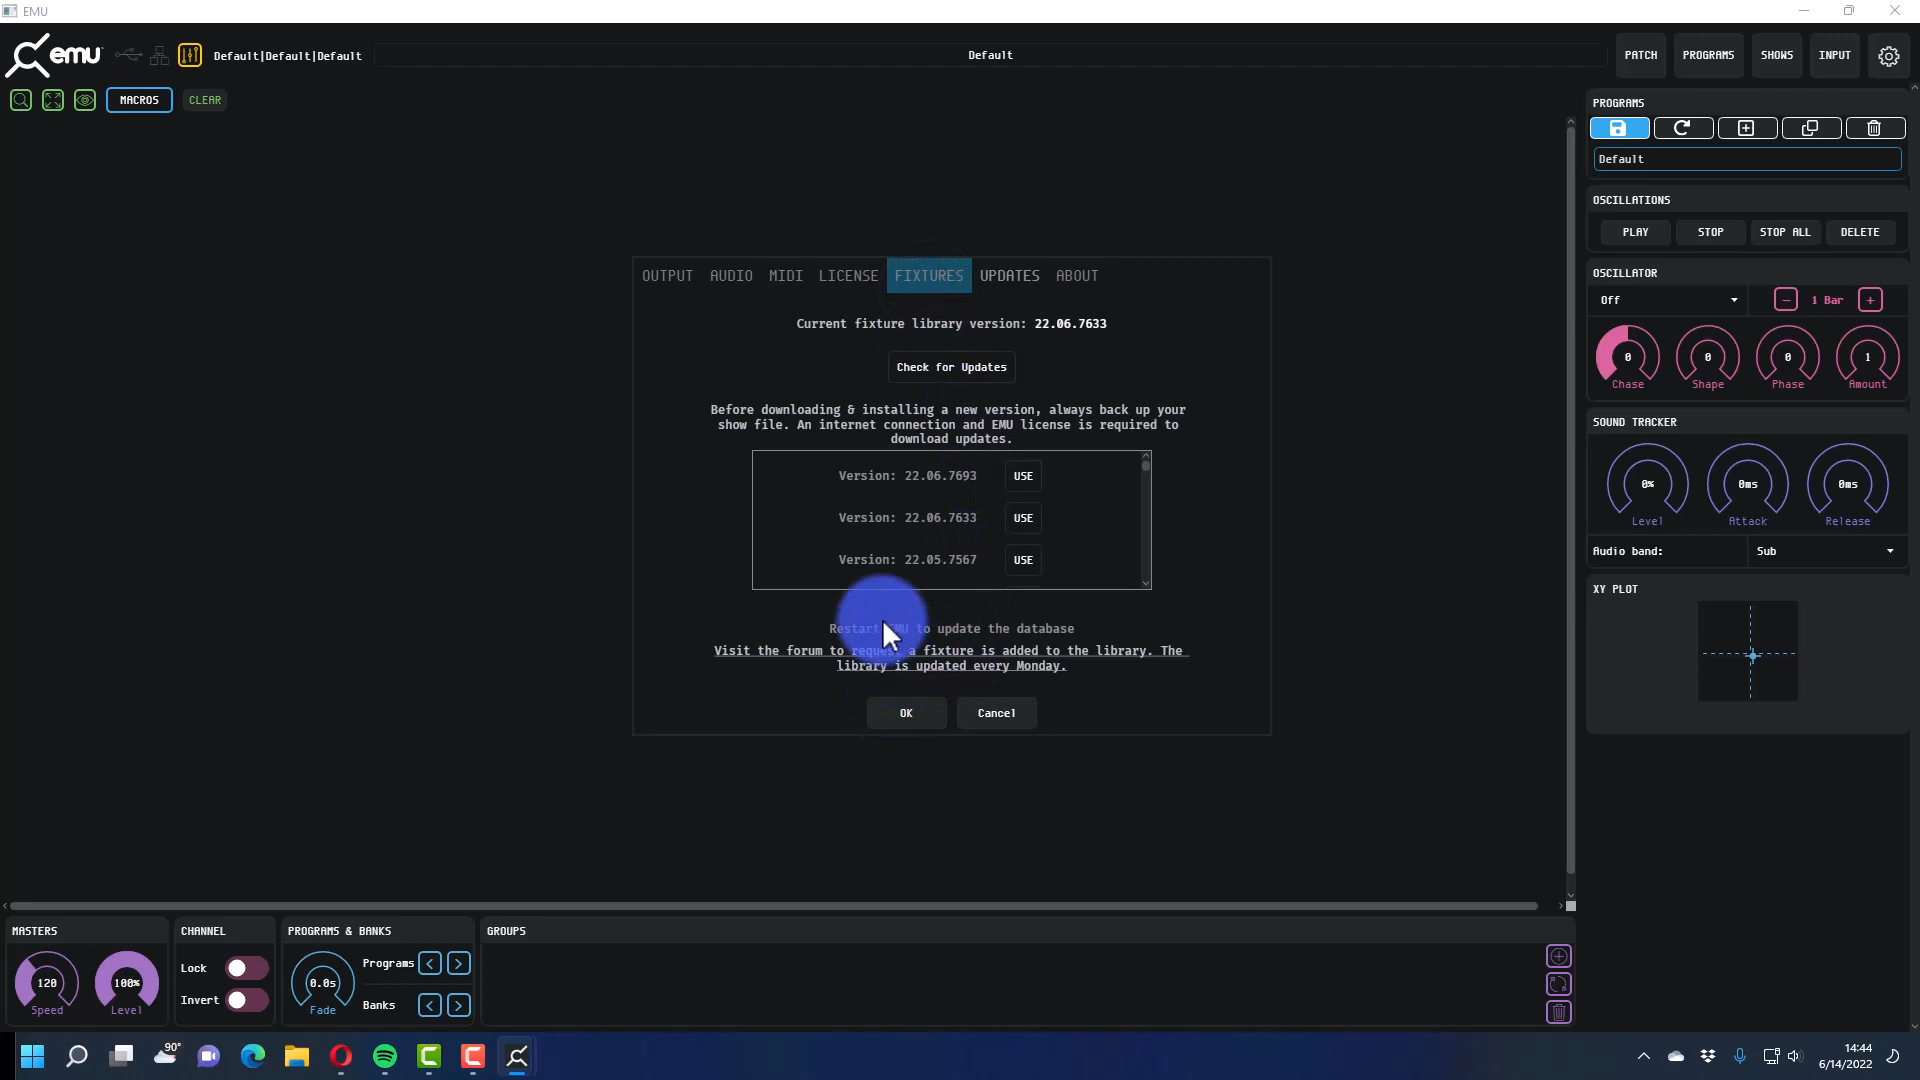 EMU
emu
Default|Default|Default
Default
PATCH
PROGRAMS
SHOWS
INPUT
MACROS
CLEAR
PROGRAMS
Default
OSCILLATIONS
PLAY
STOP
STOP ALL
DELETE
OSCILLATOR
Off
1 Bar
0
0
0
1
Chase
Shape
Phase
Amount
SOUND TRACKER
0%
0ms
0ms
Level
Attack
Release
Audio band:
Sub
XY PLOT
OUTPUT
AUDIO
MIDI
LICENSE
FIXTURES
UPDATES
ABOUT
Current fixture library version: 22.06.7633
Check for Updates
Before downloading & installing a new version, always back up your
show file. An internet connection and EMU license is required to
download updates.
Version: 22.06.7693
USE
Version: 22.06.7633
USE
Version: 22.05.7567
USE
Restart EMU to update the database
Visit the forum to request a fixture is added to the library. The
library is updated every Monday.
OK
Cancel
MASTERS
120
Speed
100%
Level
CHANNEL
Lock
Invert
PROGRAMS & BANKS
0.0s
Fade
Programs
Banks
GROUPS
90°
14:44
6/14/2022